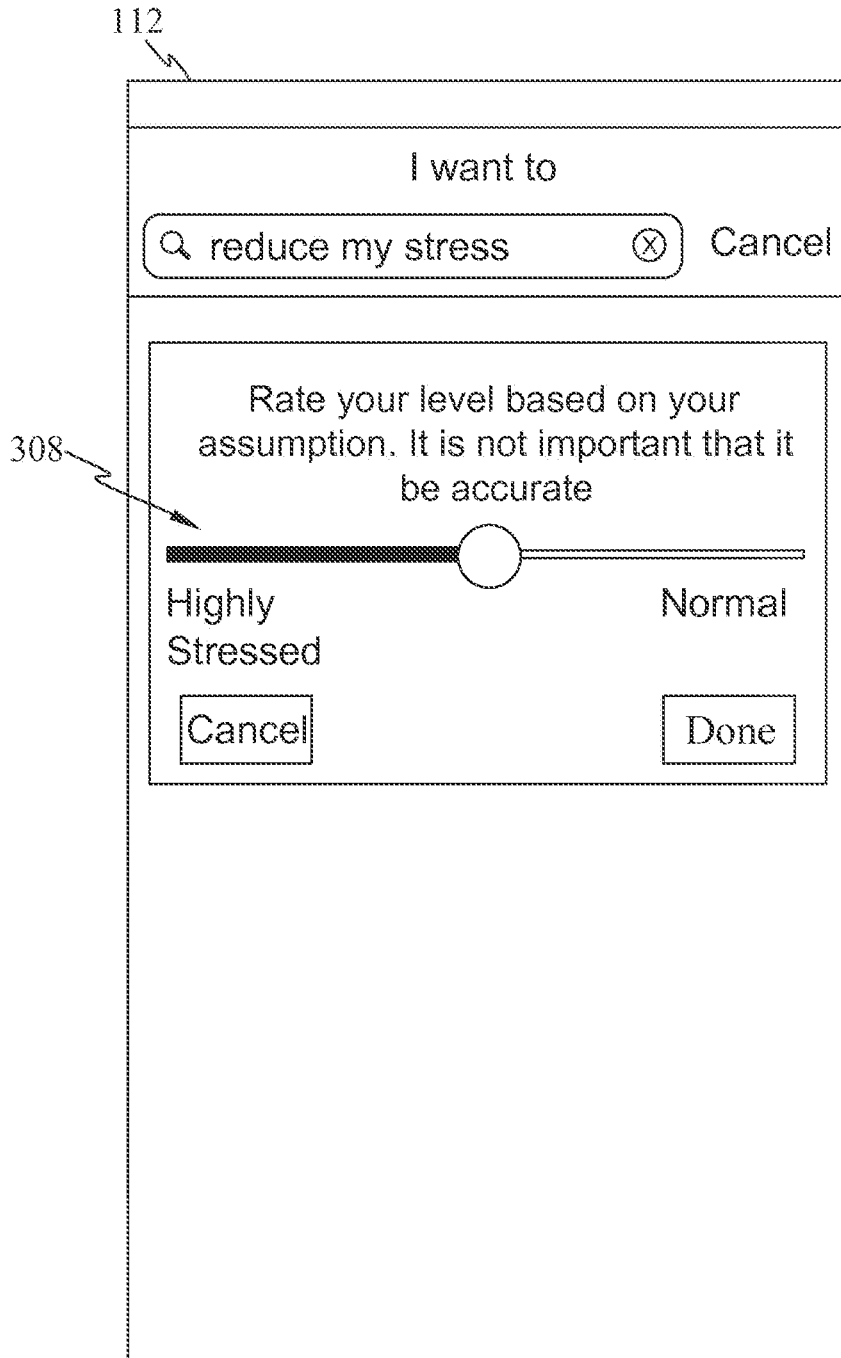 112
I want to
reduce my stress Cancel
Rate your level based on your
assumption. It is not important that it
be accurate
308
Highly Normal
Stressed
Cancel Done